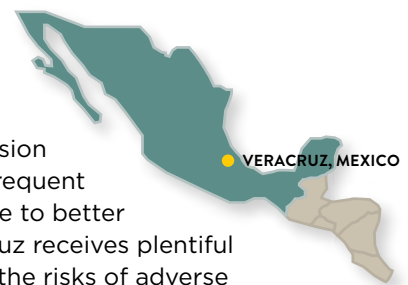 sion
VERACRUZ, MEXICO
requent
e to better
uz receives plentiful
the risks of adverse